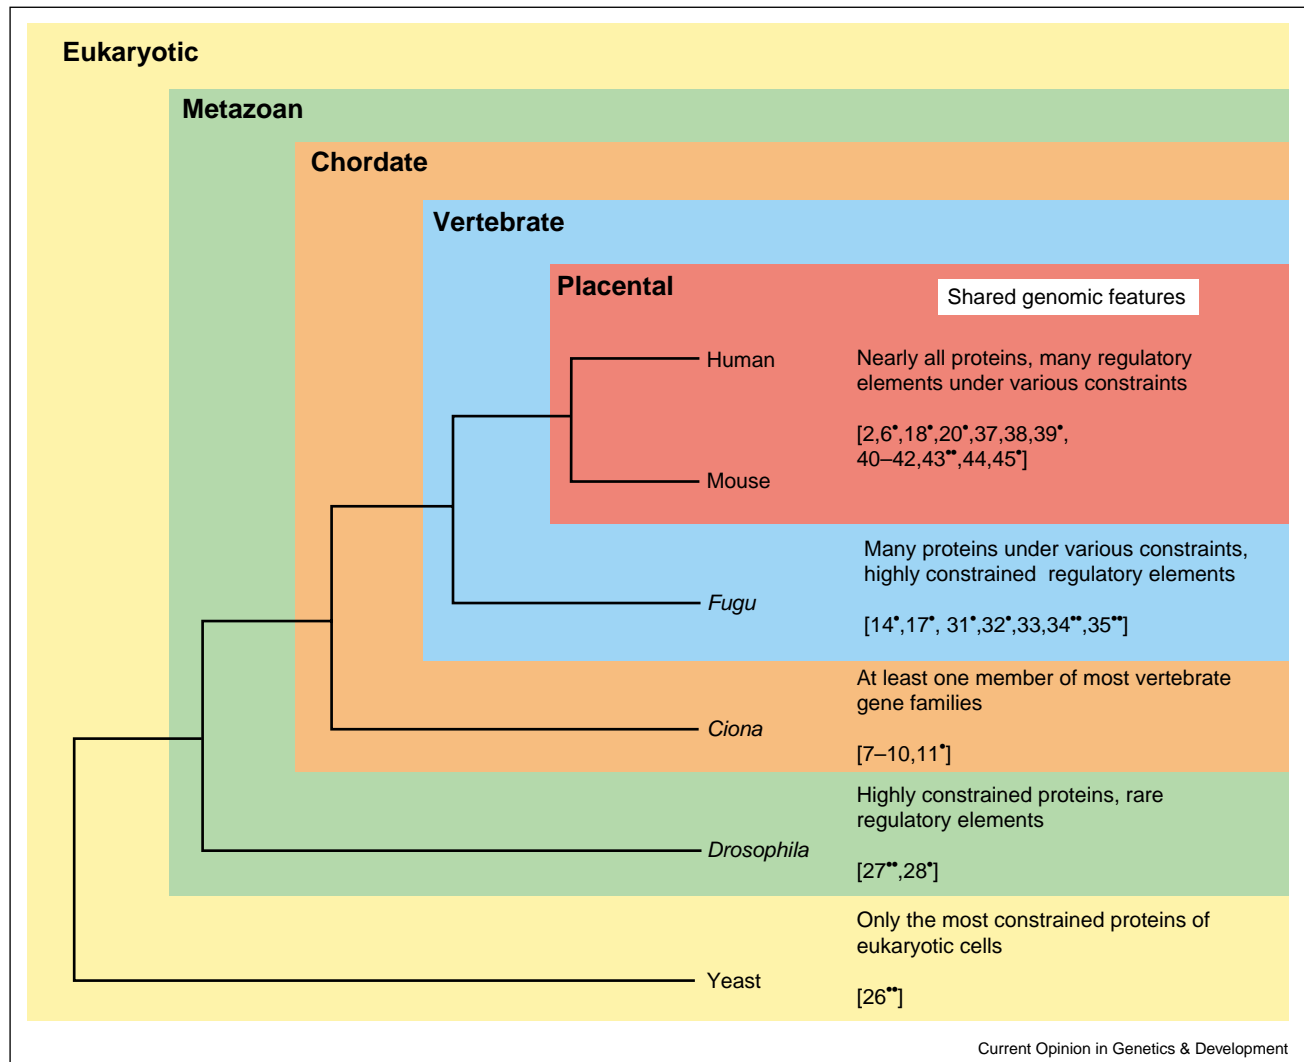 Eukaryotic
Metazoan
Chordate
Vertebrate
Placental
Shared genomic features
Human
Nearly all proteins, many regulatory
elements under various constraints
[2,6•,18•,20•,37,38,39•,
40–42,43••,44,45•]
Mouse
Many proteins under various constraints,
highly constrained regulatory elements
Fugu
[14•,17•, 31•,32•,33,34••,35••]
At least one member of most vertebrate
gene families
Ciona
[7–10,11•]
Highly constrained proteins, rare
regulatory elements
Drosophila
[27••,28•]
Only the most constrained proteins of
eukaryotic cells
Yeast
[26••]
Current Opinion in Genetics & Development